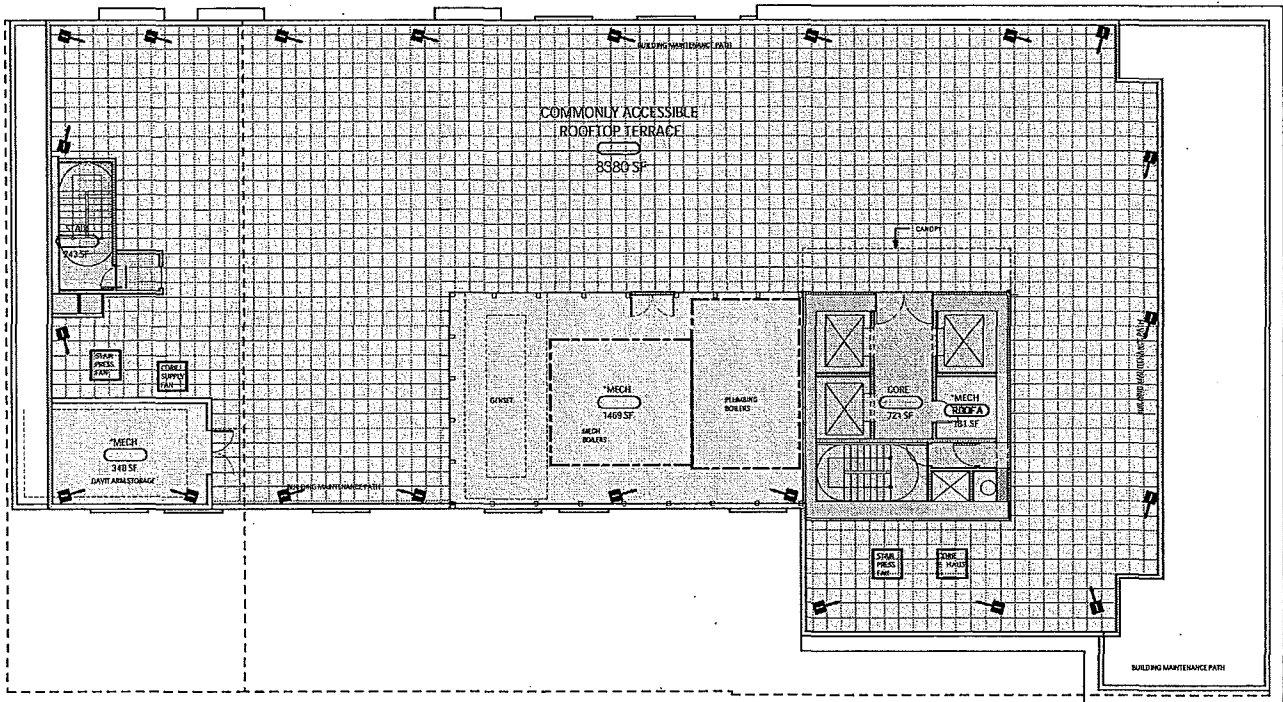 BUILDING MAINTENANCE PATH
COMMONLY ACCESSIBLE
ROOFTOP TERRACE
8380 SF
STAIR
243 SF
CANOPY
STAIR
PRESS.
FAN
SUPPLY
FAN
GENSET
*MECH
1469 SF
MECH
BOILERS
PLUMBING
BOILERS
CORE
721 SF
*MECH
ROOF A
181 SF
BUILDING MAINTENANCE PATH
*MECH
340 SF
DAVIT ARM STORAGE
BUILDING MAINTENANCE PATH
STAIR
PRESS
FAN
BUILDING MAINTENANCE PATH